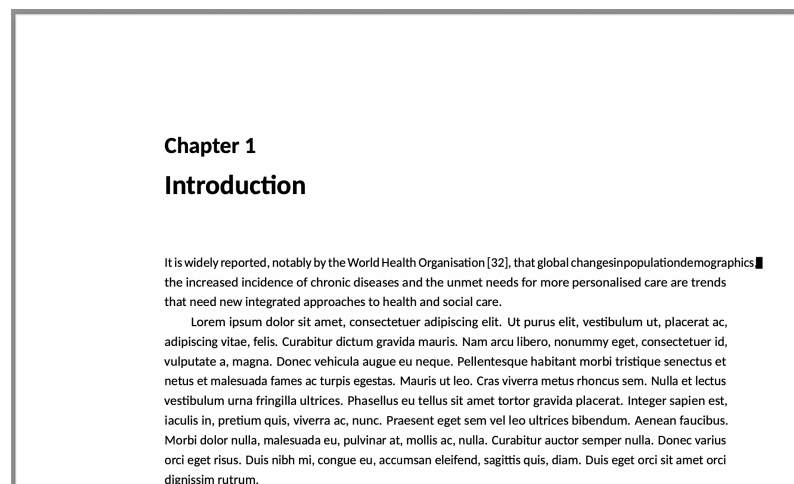 Chapter 1
Introduction
It is widely reported, notably by the World Health Organisation [32], that global changesinpopulationdemographics,
the increased incidence of chronic diseases and the unmet needs for more personalised care are trends
that need new integrated approaches to health and social care.
Lorem ipsum dolor sit amet, consectetuer adipiscing elit. Ut purus elit, vestibulum ut, placerat ac,
adipiscing vitae, felis. Curabitur dictum gravida mauris. Nam arcu libero, nonummy eget, consectetuer id,
vulputate a, magna. Donec vehicula augue eu neque. Pellentesque habitant morbi tristique senectus et
netus et malesuada fames ac turpis egestas. Mauris ut leo. Cras viverra metus rhoncus sem. Nulla et lectus
vestibulum urna fringilla ultrices. Phasellus eu tellus sit amet tortor gravida placerat. Integer sapien est,
iaculis in, pretium quis, viverra ac, nunc. Praesent eget sem vel leo ultrices bibendum. Aenean faucibus.
Morbi dolor nulla, malesuada eu, pulvinar at, mollis ac, nulla. Curabitur auctor semper nulla. Donec varius
orci eget risus. Duis nibh mi, congue eu, accumsan eleifend, sagittis quis, diam. Duis eget orci sit amet orci
dignissim rutrum.